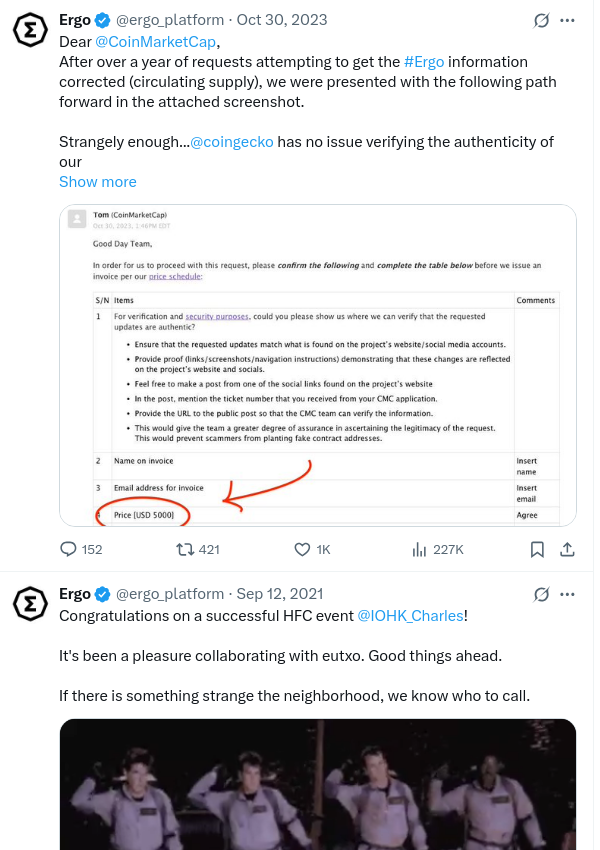 Ergo @ergo_platform · Oct 30, 2023
Dear @CoinMarketCap,
After over a year of requests attempting to get the #Ergo information
corrected (circulating supply), we were presented with the following path
forward in the attached screenshot.
Strangely enough...@coingecko has no issue verifying the authenticity of
our
Show more
Tom (CoinMarketCap)
Oct 30, 2023, 1:46PM EDT
Good Day Team,
In order for us to proceed with this request, please confirm the following and complete the table below before we issue an
invoice per our price schedule:
S/N Items Comments
1 For verification and security purposes, could you please show us where we can verify that the requested
updates are authentic?
• Ensure that the requested updates match what is found on the project's website/social media accounts.
• Provide proof (links/screenshots/navigation instructions) demonstrating that these changes are reflected
on the project's website and socials.
• Feel free to make a post from one of the social links found on the project's website
• In the post, mention the ticket number that you received from your CMC application.
• Provide the URL to the public post so that the CMC team can verify the information.
• This would give the team a greater degree of assurance in ascertaining the legitimacy of the request.
This would prevent scammers from planting fake contract addresses.
2 Name on invoice Insert
name
3 Email address for invoice Insert
email
Price [USD 5000] Agree
152 421 1K 227K
Ergo @ergo_platform · Sep 12, 2021
Congratulations on a successful HFC event @IOHK_Charles!
It's been a pleasure collaborating with eutxo. Good things ahead.
If there is something strange the neighborhood, we know who to call.